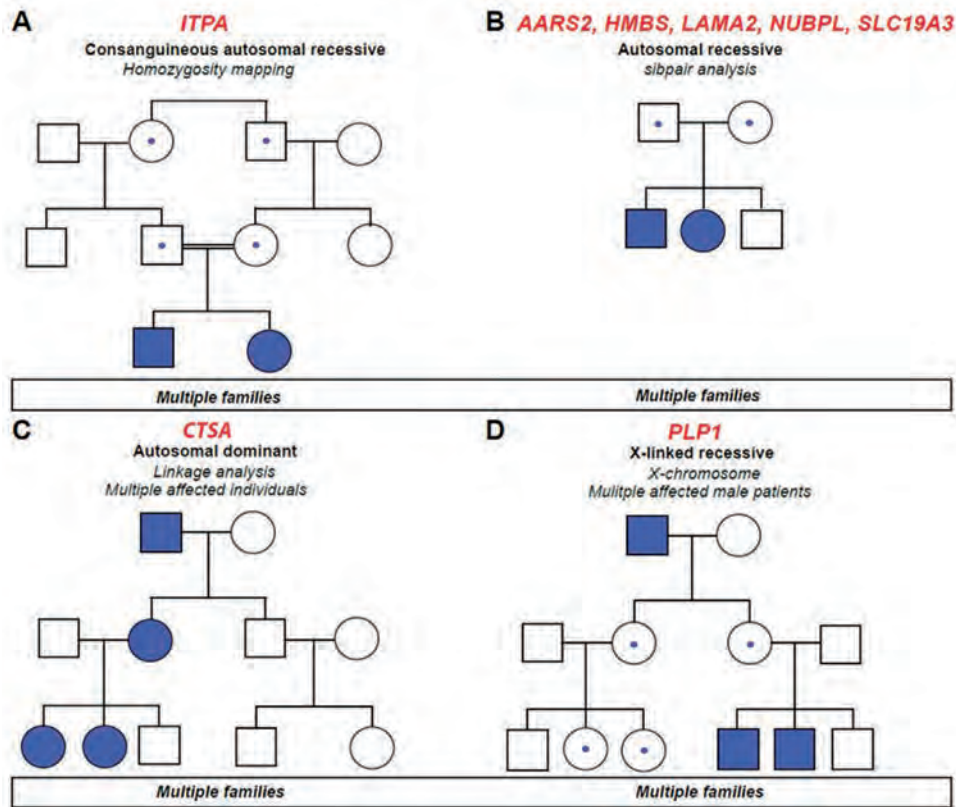 A
ITPA
Consanguineous autosomal recessive
Homozygosity mapping
B
AARS2, HMBS, LAMA2, NUBPL, SLC19A3
Autosomal recessive
sibpair analysis
Multiple families
Multiple families
C
CTSA
Autosomal dominant
Linkage analysis
Multiple affected individuals
D
PLP1
X-linked recessive
X-chromosome
Mulitple affected male patients
Multiple families
Multiple families